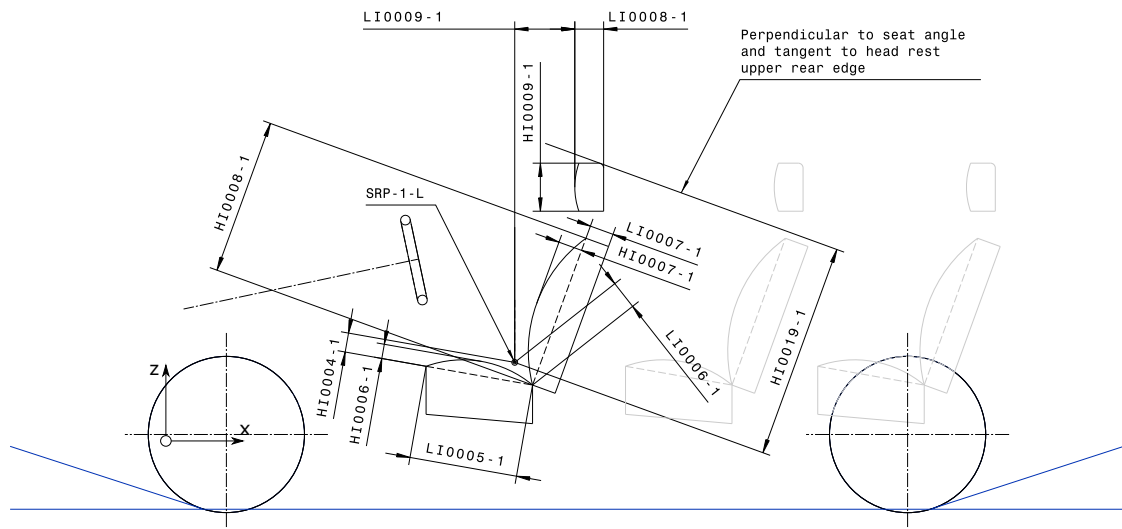 LI0009-1
LI0008-1
Perpendicular to seat angle
and tangent to head rest
upper rear edge
HI0009-1
HI0008-1
SRP-1-L
LI0007-1
HI0007-1
HI0004-1
HI0006-1
LI0006-1
HI0019-1
Z
X
LI0005-1